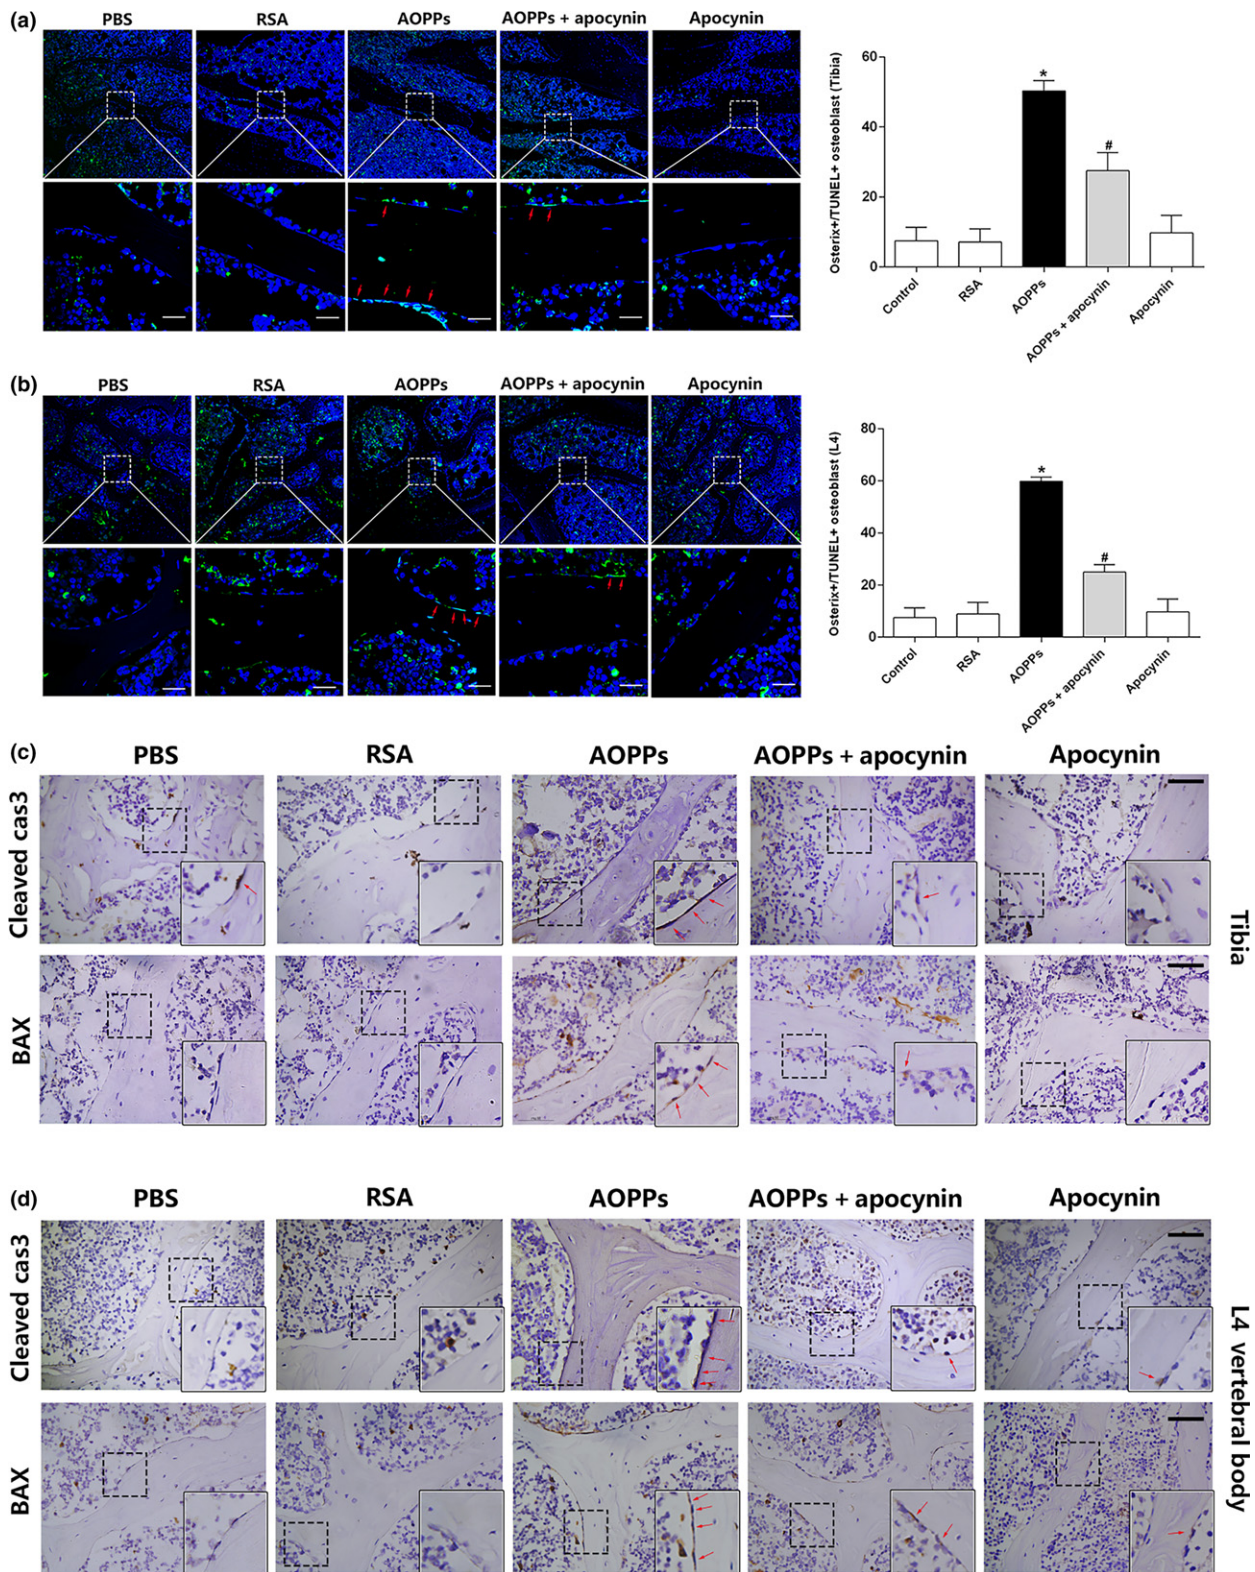 (a)
PBS RSA AOPPs AOPPs + apocynin Apocynin
Osterix+/TUNEL+ osteoblast (Tibia)
60
40
20
0
*
#
Control RSA AOPPs AOPPs + apocynin Apocynin
(b)
PBS RSA AOPPs AOPPs + apocynin Apocynin
Osterix+/TUNEL+ osteoblast (L4)
80
60
40
20
0
*
#
Control RSA AOPPs AOPPs + apocynin Apocynin
(c)
PBS RSA AOPPs AOPPs + apocynin Apocynin
Cleaved cas3
BAX
Tibia
(d)
PBS RSA AOPPs AOPPs + apocynin Apocynin
Cleaved cas3
BAX
L4 vertebral body